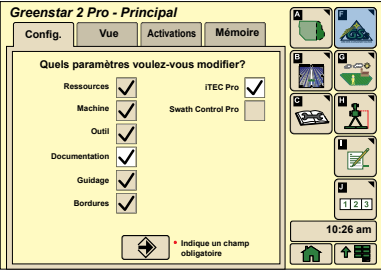 Greenstar 2 Pro - Principal
Config.
Vue
Activations
Mémoire
Quels paramètres voulez-vous modifier?
Ressources
iTEC Pro
Machine
Swath Control Pro
Outil
Documentation
Guidage
Bordures
* Indique un champ
obligatoire
A
F
B
G
C
H
I
J
1 2 3
10:26 am